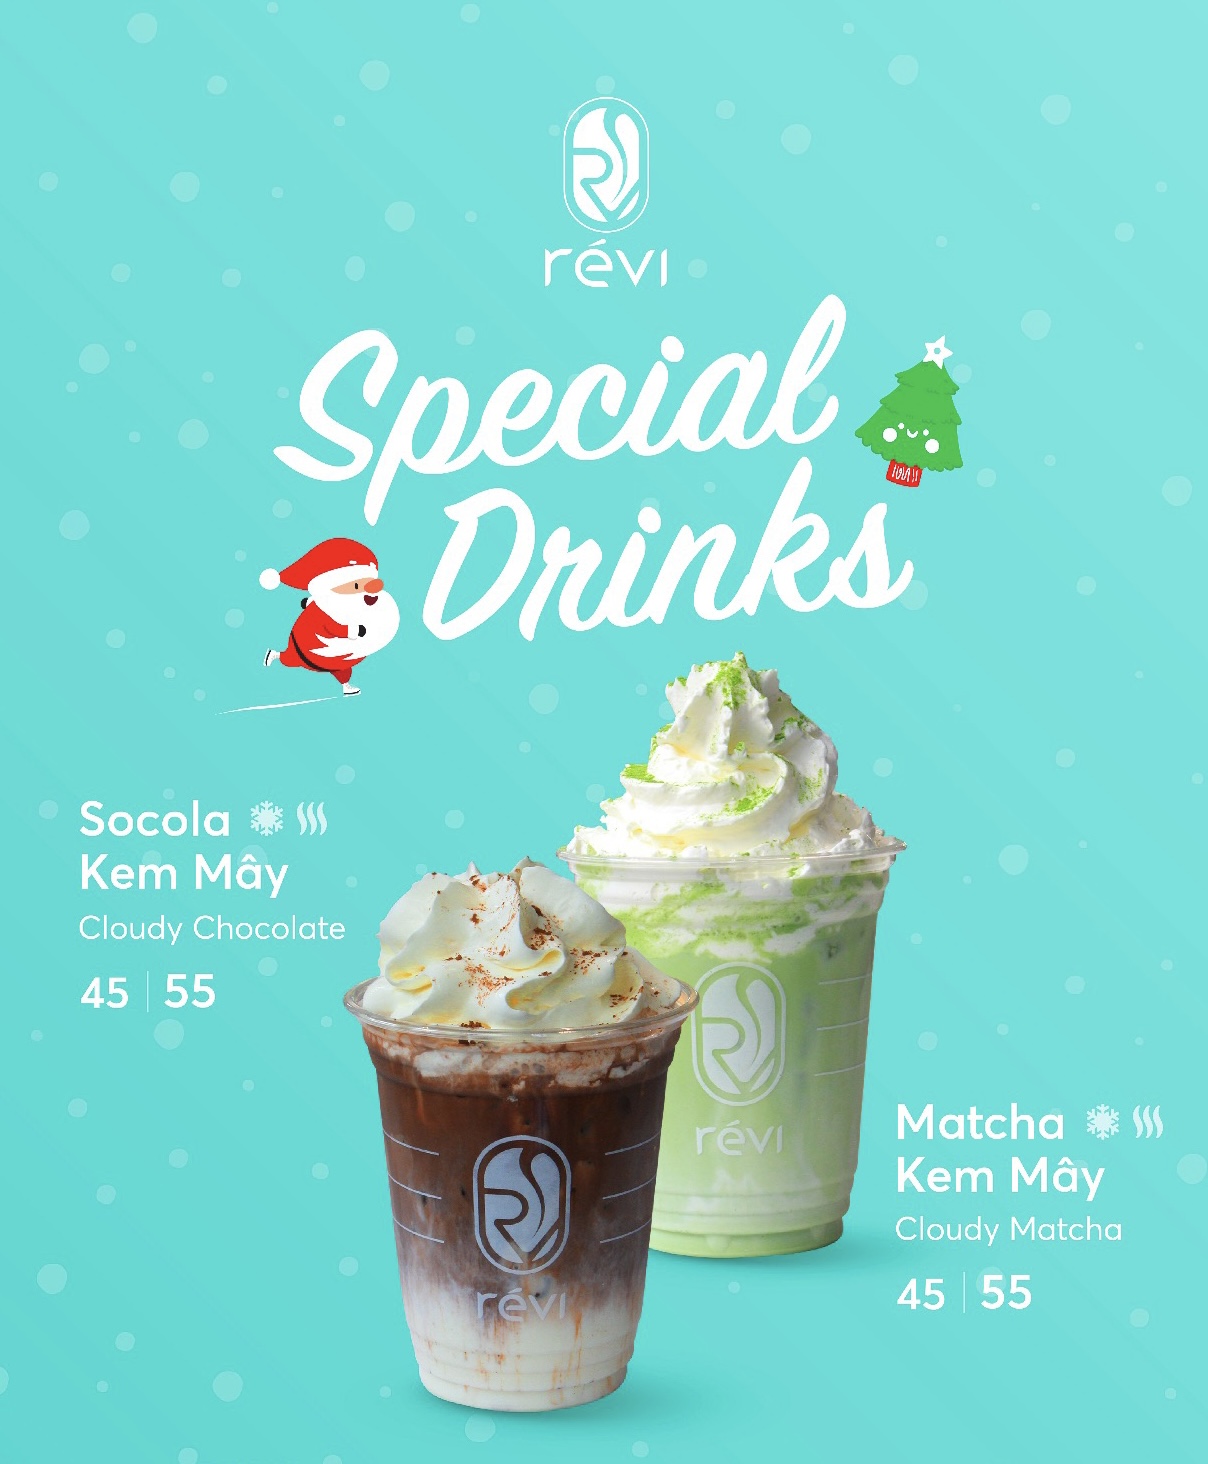 révi
Special
Drinks
Socola
Kem Mây
Cloudy Chocolate
45 | 55
révi
révi
Matcha
Kem Mây
Cloudy Matcha
45 | 55